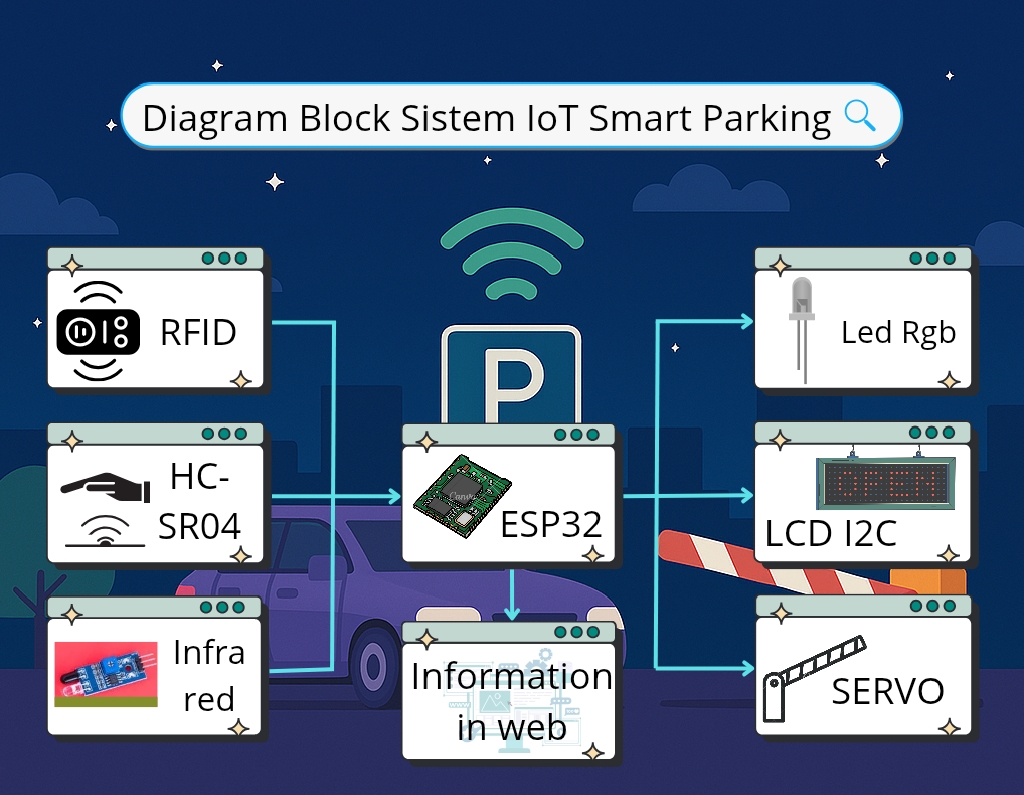 Diagram Block Sistem IoT Smart Parking
RFID
HC-
SR04
Infra
red
P
Canva
ESP32
Information
in web
Led Rgb
OPEN
LCD I2C
SERVO